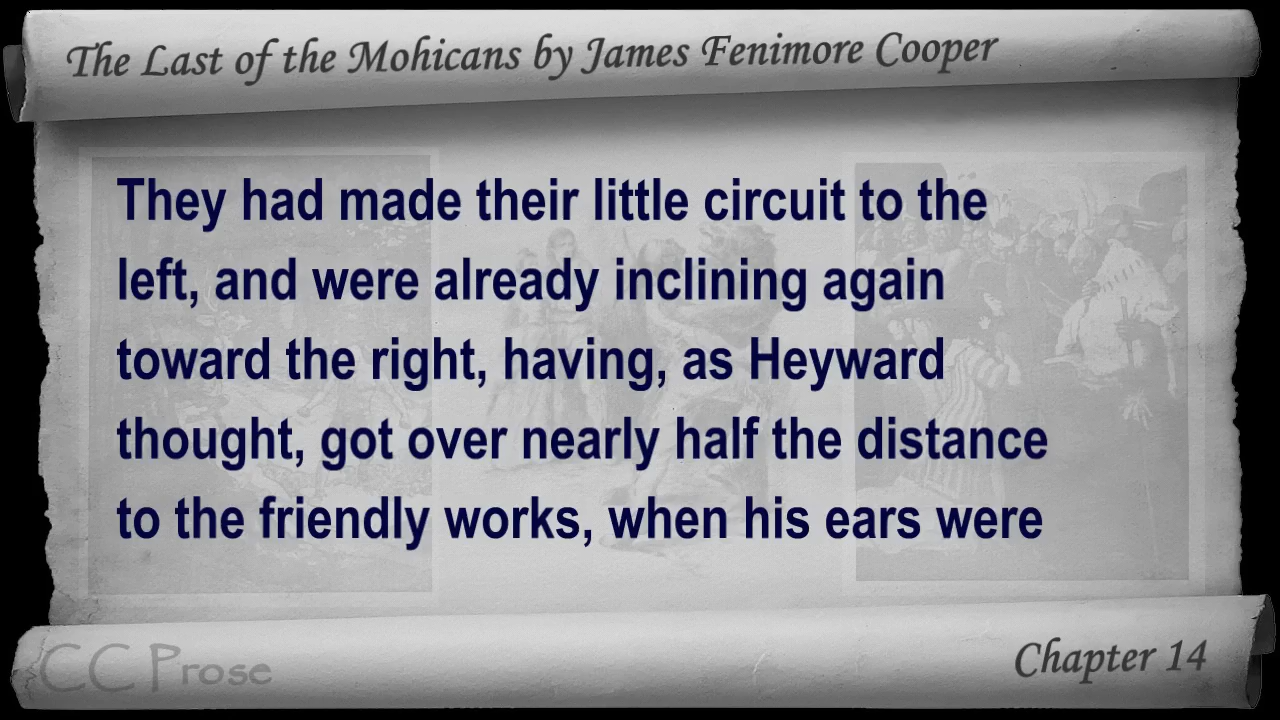 The Last of the Mohicans by James Fenimore Cooper
They had made their little circuit to the
left, and were already inclining again
toward the right, having, as Heyward
thought, got over nearly half the distance
to the friendly works, when his ears were
CC Prose
Chapter 14